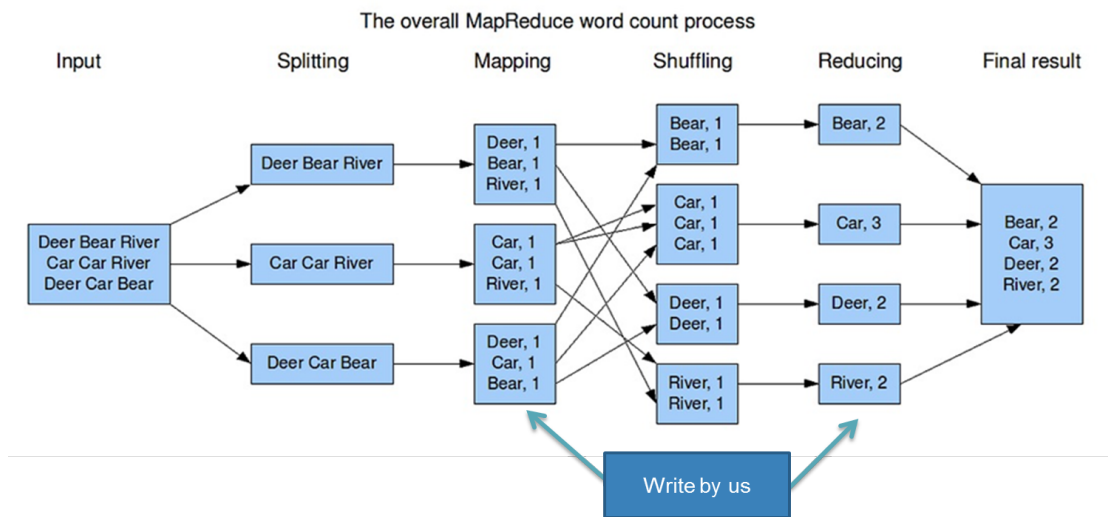 The overall MapReduce word count process
Input
Splitting
Mapping
Shuffling
Reducing
Final result
Deer Bear River
Car Car River
Deer Car Bear
Deer Bear River
Car Car River
Deer Car Bear
Deer, 1
Bear, 1
River, 1
Car, 1
Car, 1
River, 1
Deer, 1
Car, 1
Bear, 1
Bear, 1
Bear, 1
Car, 1
Car, 1
Car, 1
Deer, 1
Deer, 1
River, 1
River, 1
Bear, 2
Car, 3
Deer, 2
River, 2
Bear, 2
Car, 3
Deer, 2
River, 2
Write by us